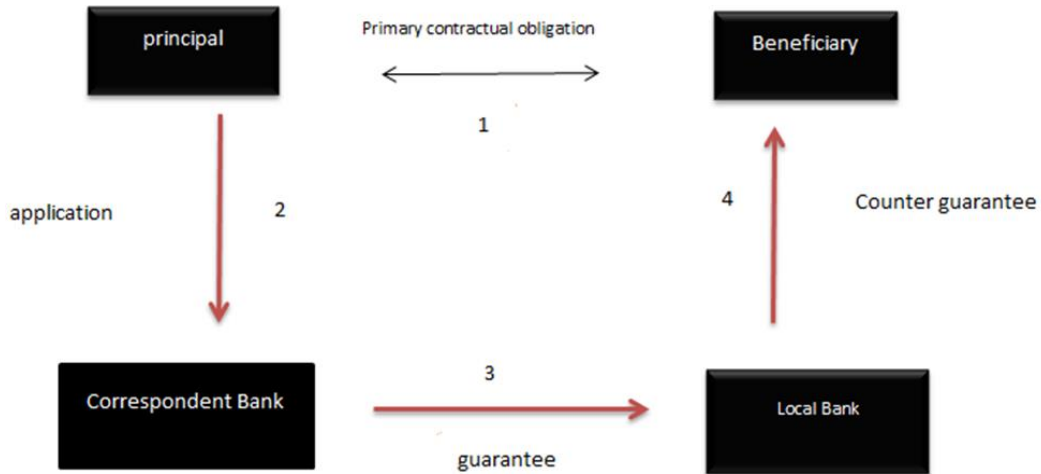 principal
Primary contractual obligation
Beneficiary
1
application
2
4
Counter guarantee
Correspondent Bank
3
guarantee
Local Bank